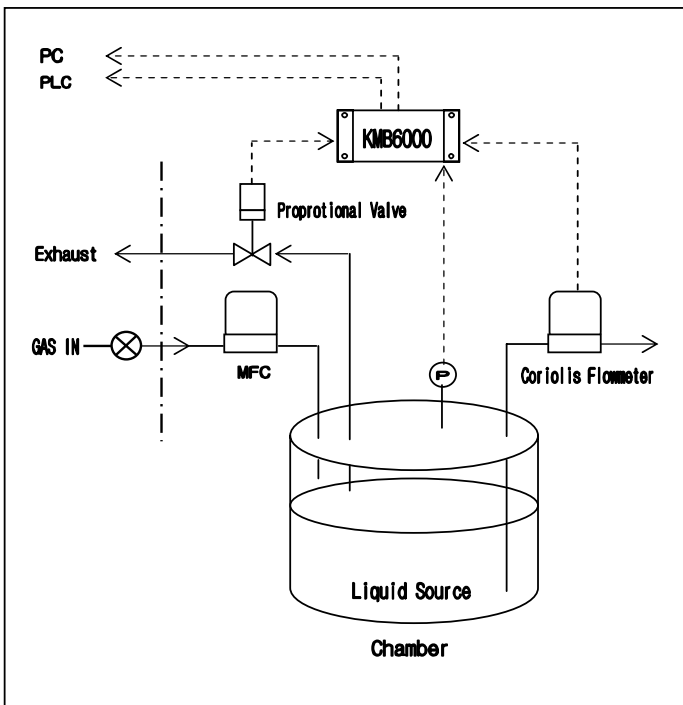 PC
PLC
KMB6000
Proprotional Valve
Exhaust
GAS IN
MFC
P
Coriolis Flowmeter
Liquid Source
Chamber